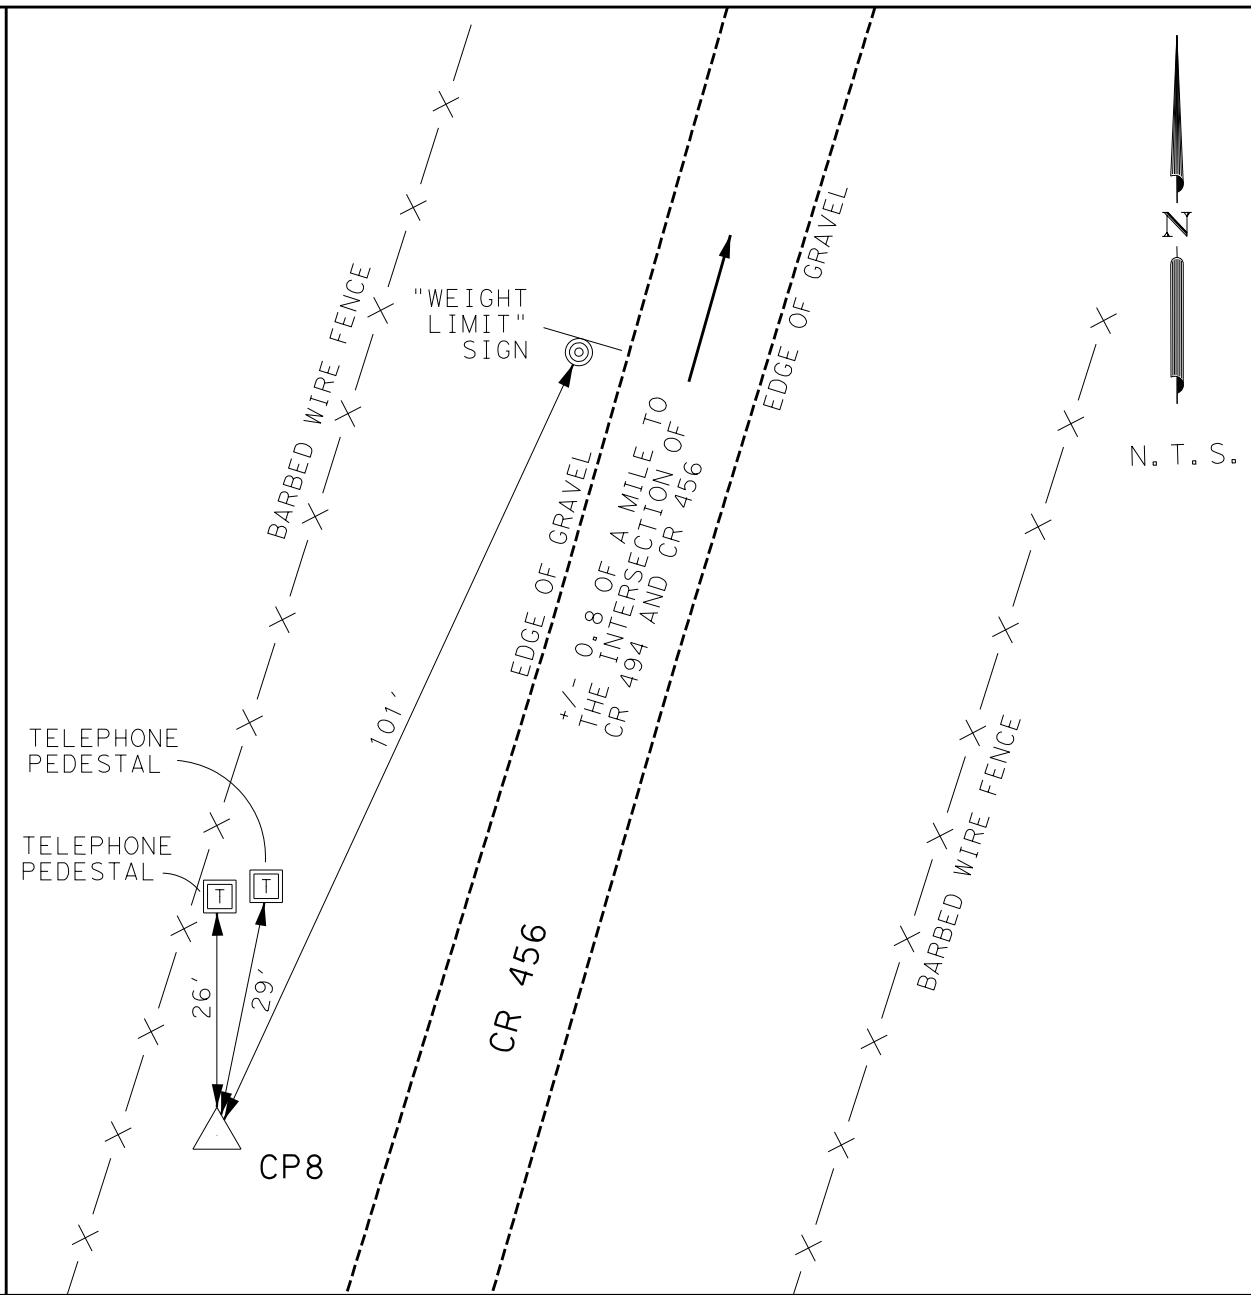 N
"WEIGHT
LIMIT"
SIGN
BARBED WIRE FENCE
EDGE OF GRAVEL
N.T.S.
EDGE OF GRAVEL
+/- 0.8 OF A MILE TO
THE INTERSECTION OF
CR 494 AND CR 456
101'
TELEPHONE
PEDESTAL
TELEPHONE
PEDESTAL
T
T
BARBED WIRE FENCE
26'
29'
CR 456
CP8